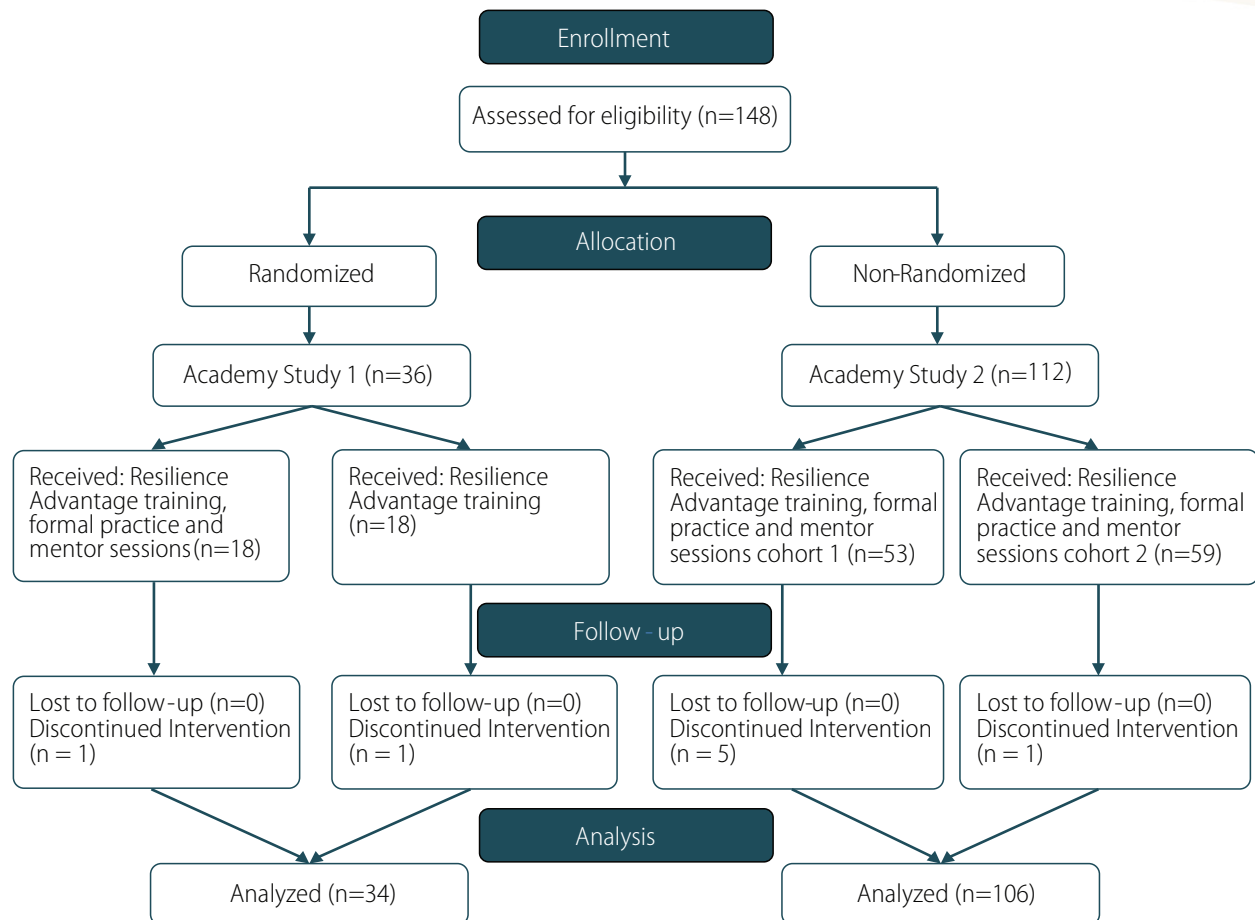 Enrollment
Assessed for eligibility (n=148)
Allocation
Randomized
Non-Randomized
Academy Study 1 (n=36)
Academy Study 2 (n=112)
Received: Resilience
Advantage training,
formal practice and
mentor sessions(n=18)
Received: Resilience
Advantage training
(n=18)
Received: Resilience
Advantage training, formal
practice and mentor
sessions cohort 1 (n=53)
Received: Resilience
Advantage training, formal
practice and mentor
sessions cohort 2 (n=59)
Follow - up
Lost to follow-up (n=0)
Discontinued Intervention
(n = 1)
Lost to follow-up (n=0)
Discontinued Intervention
(n = 1)
Lost to follow-up (n=0)
Discontinued Intervention
(n = 5)
Lost to follow-up (n=0)
Discontinued Intervention
(n = 1)
Analysis
Analyzed (n=34)
Analyzed (n=106)